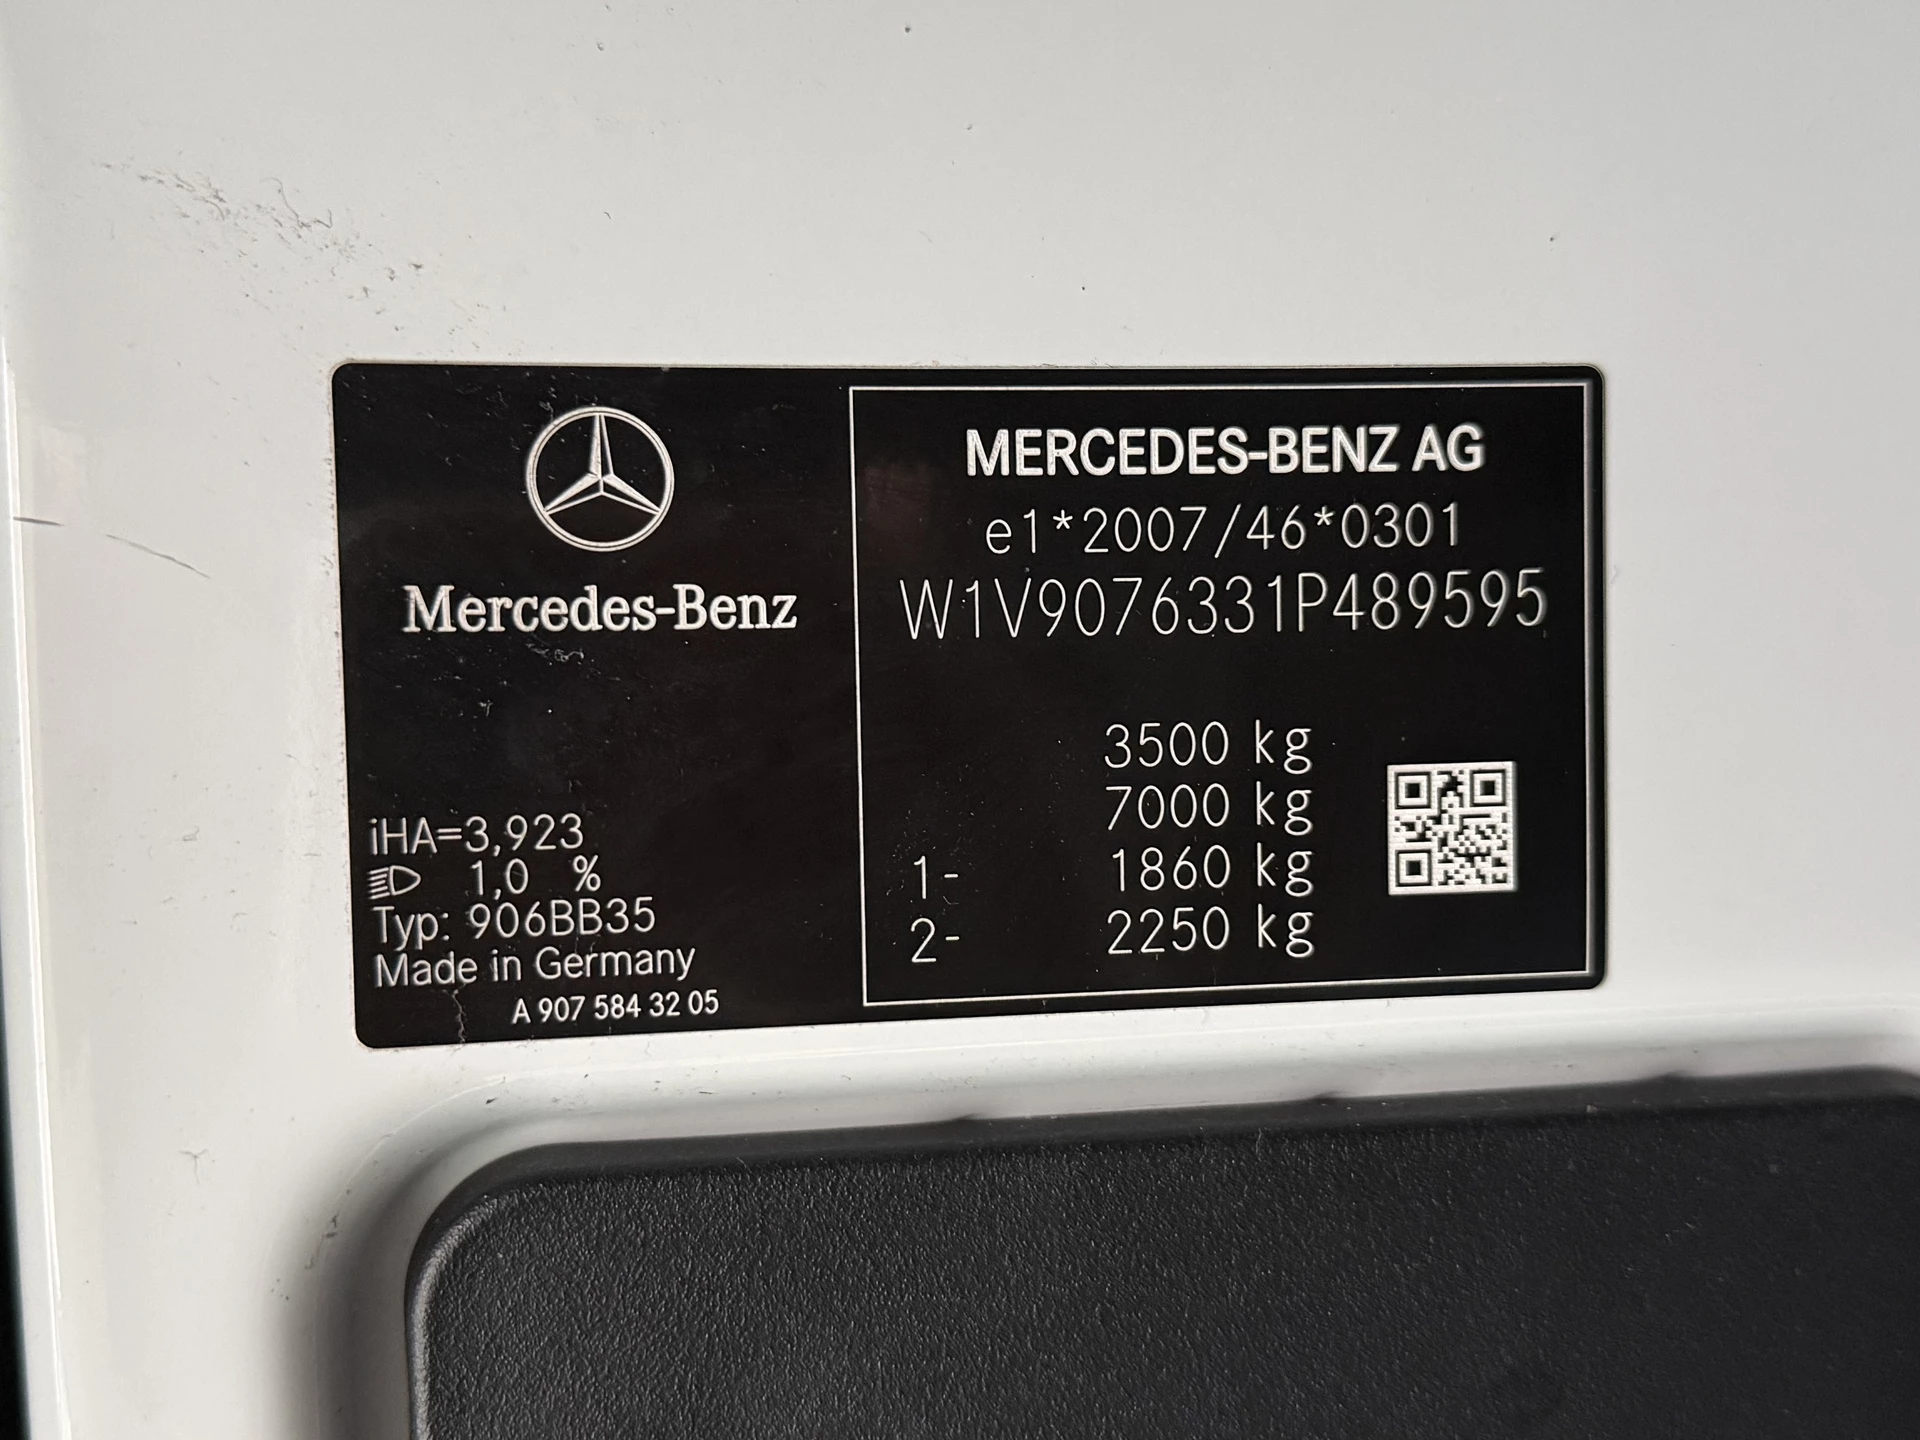 Mercedes-Benz
iHA=3,923
1,0 %
Typ: 906BB35
Made in Germany
A 907 584 32 05
MERCEDES-BENZ AG
e1*2007/46*0301
W1V9076331P489595
3500 kg
7000 kg
1- 1860 kg
2- 2250 kg